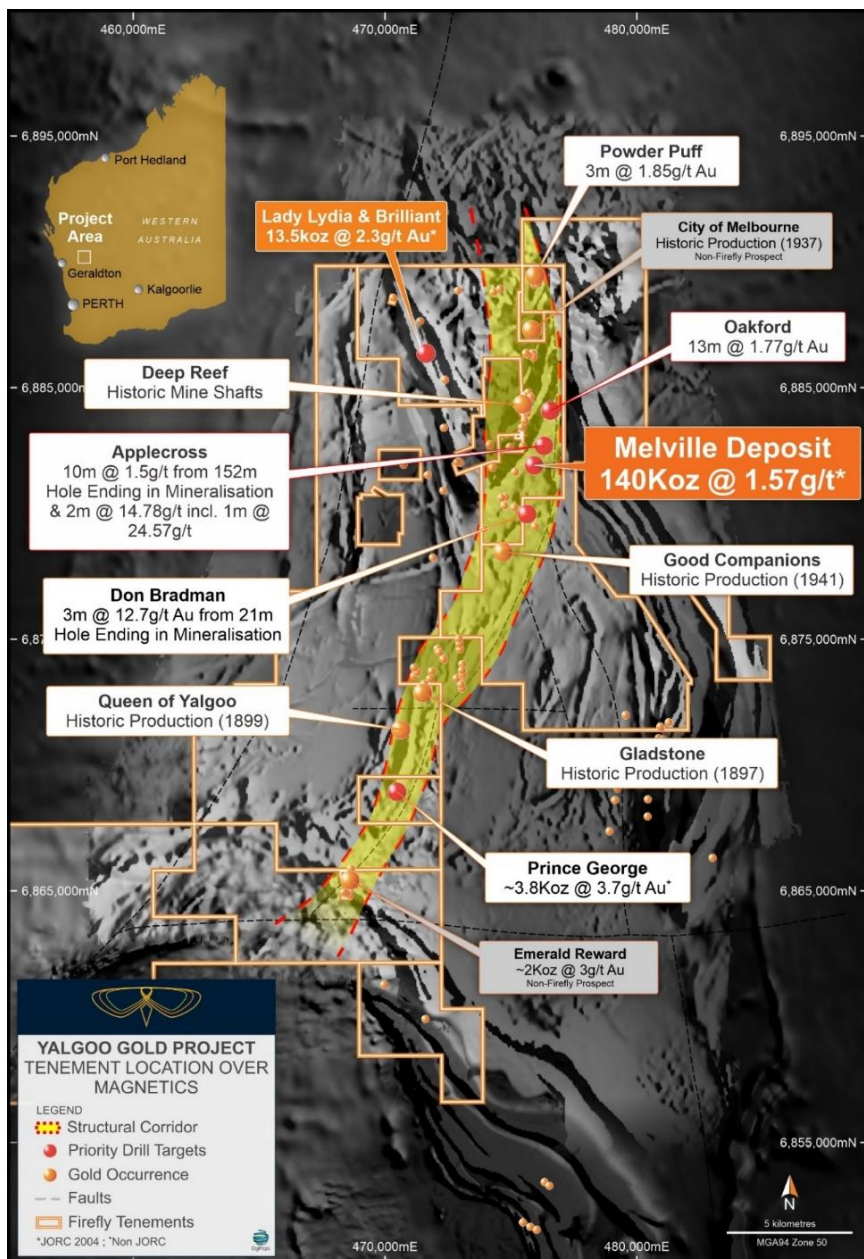 460,000mE
470,000mE
480,000mE
6,895,000mN
6,895,000mN
Port Hedland
Project
Area
WESTERN
AUSTRALIA
Geraldton
Kalgoorlie
PERTH
Powder Puff
3m @ 1.85g/t Au
Lady Lydia & Brilliant
13.5koz @ 2.3g/t Au*
City of Melbourne
Historic Production (1937)
Non-Firefly Prospect
Oakford
13m @ 1.77g/t Au
Deep Reef
Historic Mine Shafts
6,885,000mN
6,885,000mN
Applecross
10m @ 1.5g/t from 152m
Hole Ending in Mineralisation
& 2m @ 14.78g/t incl. 1m @
24.57g/t
Melville Deposit
140Koz @ 1.57g/t*
Good Companions
Historic Production (1941)
Don Bradman
3m @ 12.7g/t Au from 21m
Hole Ending in Mineralisation
6,87
6,875,000mN
Queen of Yalgoo
Historic Production (1899)
Gladstone
Historic Production (1897)
Prince George
~3.8Koz @ 3.7g/t Au⁺
6,865,000mN
6,865,000mN
Emerald Reward
~2Koz @ 3g/t Au
Non-Firefly Prospect
YALGOO GOLD PROJECT
TENEMENT LOCATION OVER
MAGNETICS
LEGEND
Structural Corridor
Priority Drill Targets
Gold Occurrence
Faults
Firefly Tenements
*JORC 2004 ; ⁺Non JORC
6,855,000mN
N
5 kilometres
MGA94 Zone 50
470,000mE
480,000mE